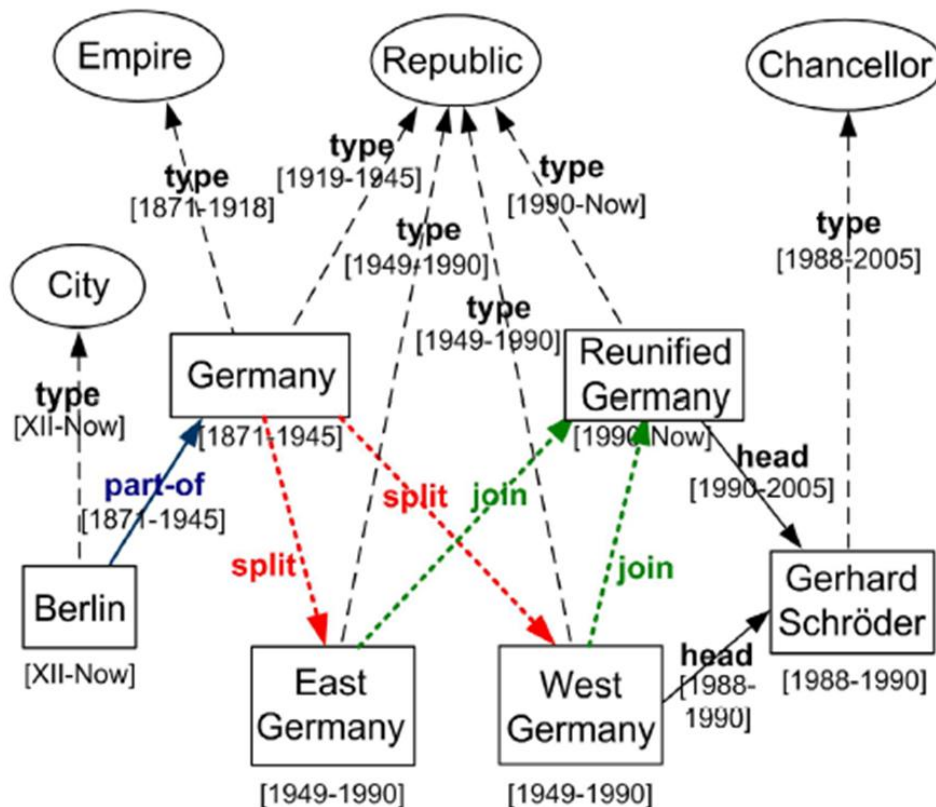 Empire
Republic
Chancellor
type
[1871-1918]
type
[1919-1945]
type
[1990-Now]
type
[1949-1990]
type
[1988-2005]
City
type
[1949-1990]
Germany
[1871-1945]
Reunified
Germany
[1990-Now]
type
[XII-Now]
part-of
[1871-1945]
split
split
join
join
head
[1990-2005]
Berlin
[XII-Now]
Gerhard
Schröder
[1988-1990]
head
[1988-
1990]
East
Germany
[1949-1990]
West
Germany
[1949-1990]